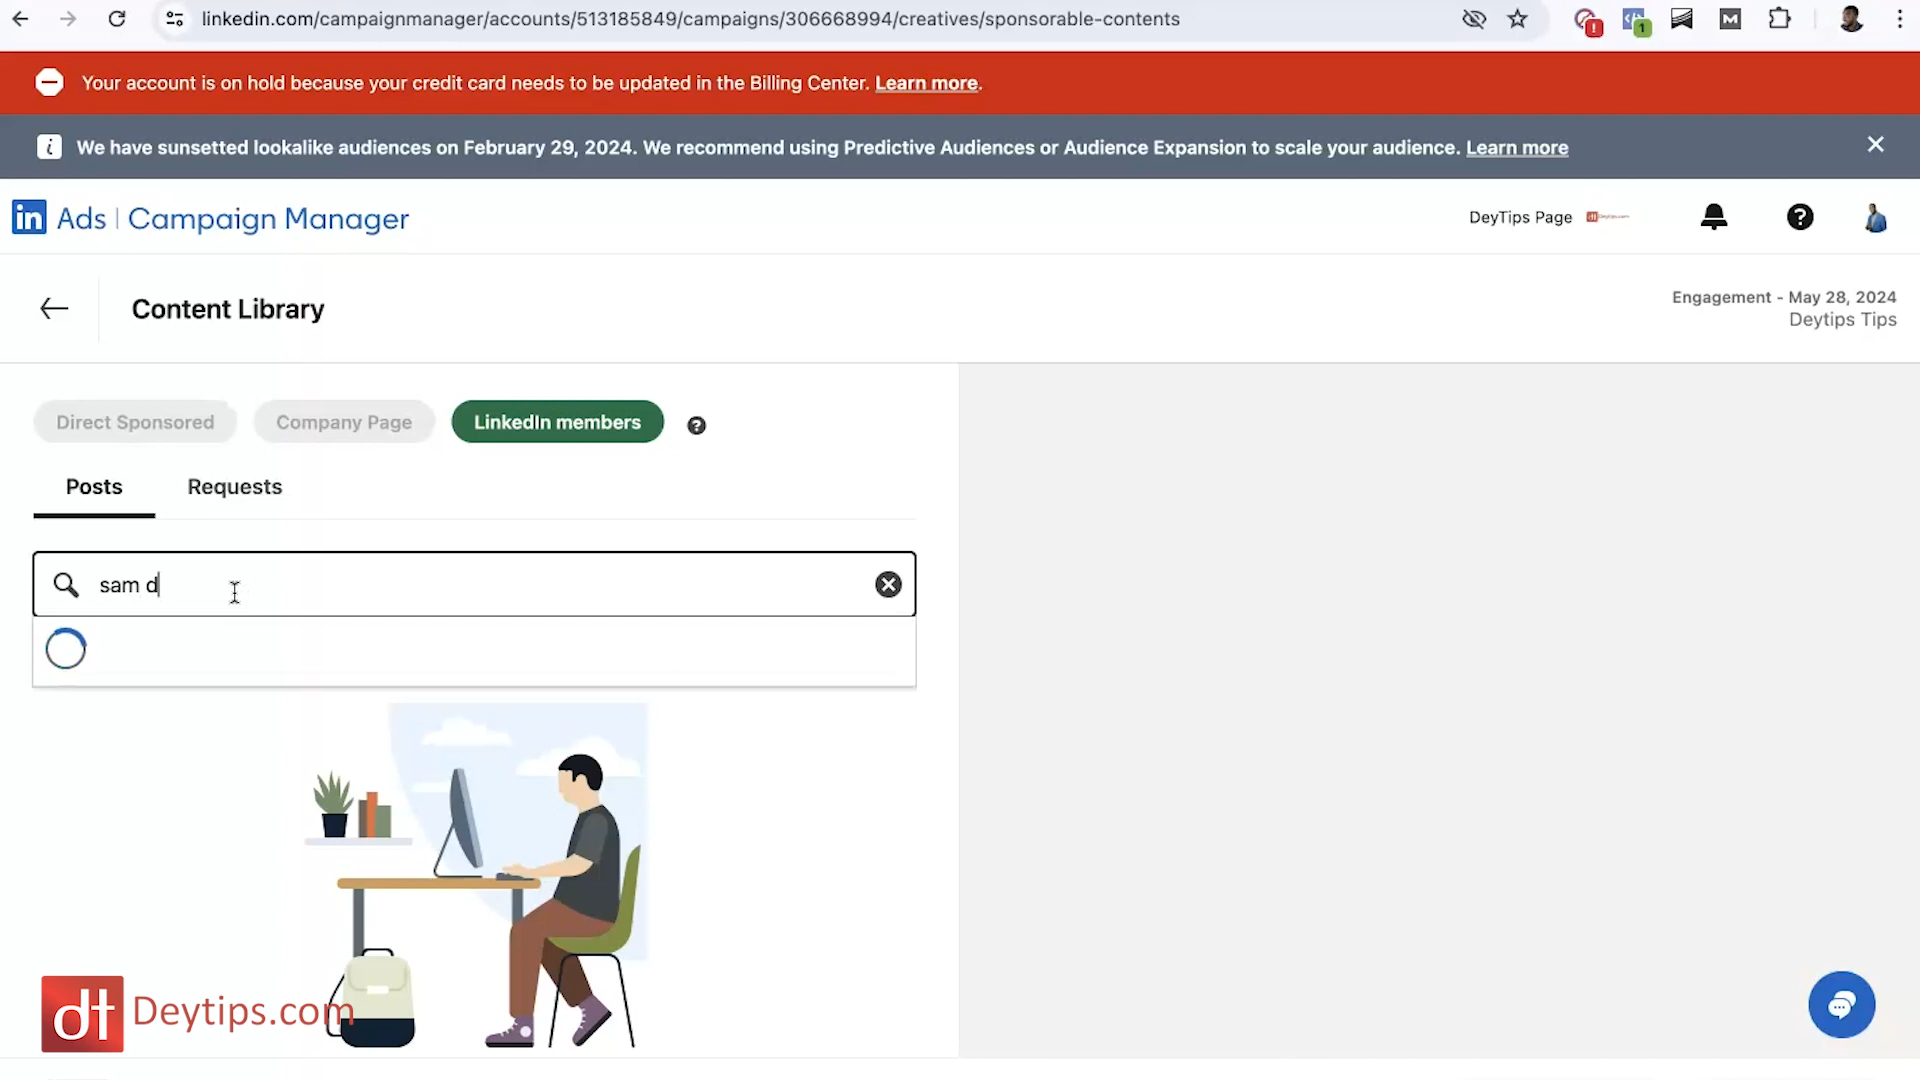 linkedin.com/campaignmanager/accounts/513185849/campaigns/306668994/creatives/sponsorable-contents
Your account is on hold because your credit card needs to be updated in the Billing Center. Learn more.
We have sunsetted lookalike audiences on February 29, 2024. We recommend using Predictive Audiences or Audience Expansion to scale your audience. Learn more
in Ads | Campaign Manager
DeyTips Page
Content Library
Engagement - May 28, 2024
Deytips Tips
Direct Sponsored
Company Page
LinkedIn members
Posts
Requests
sam d
dt Deytips.com